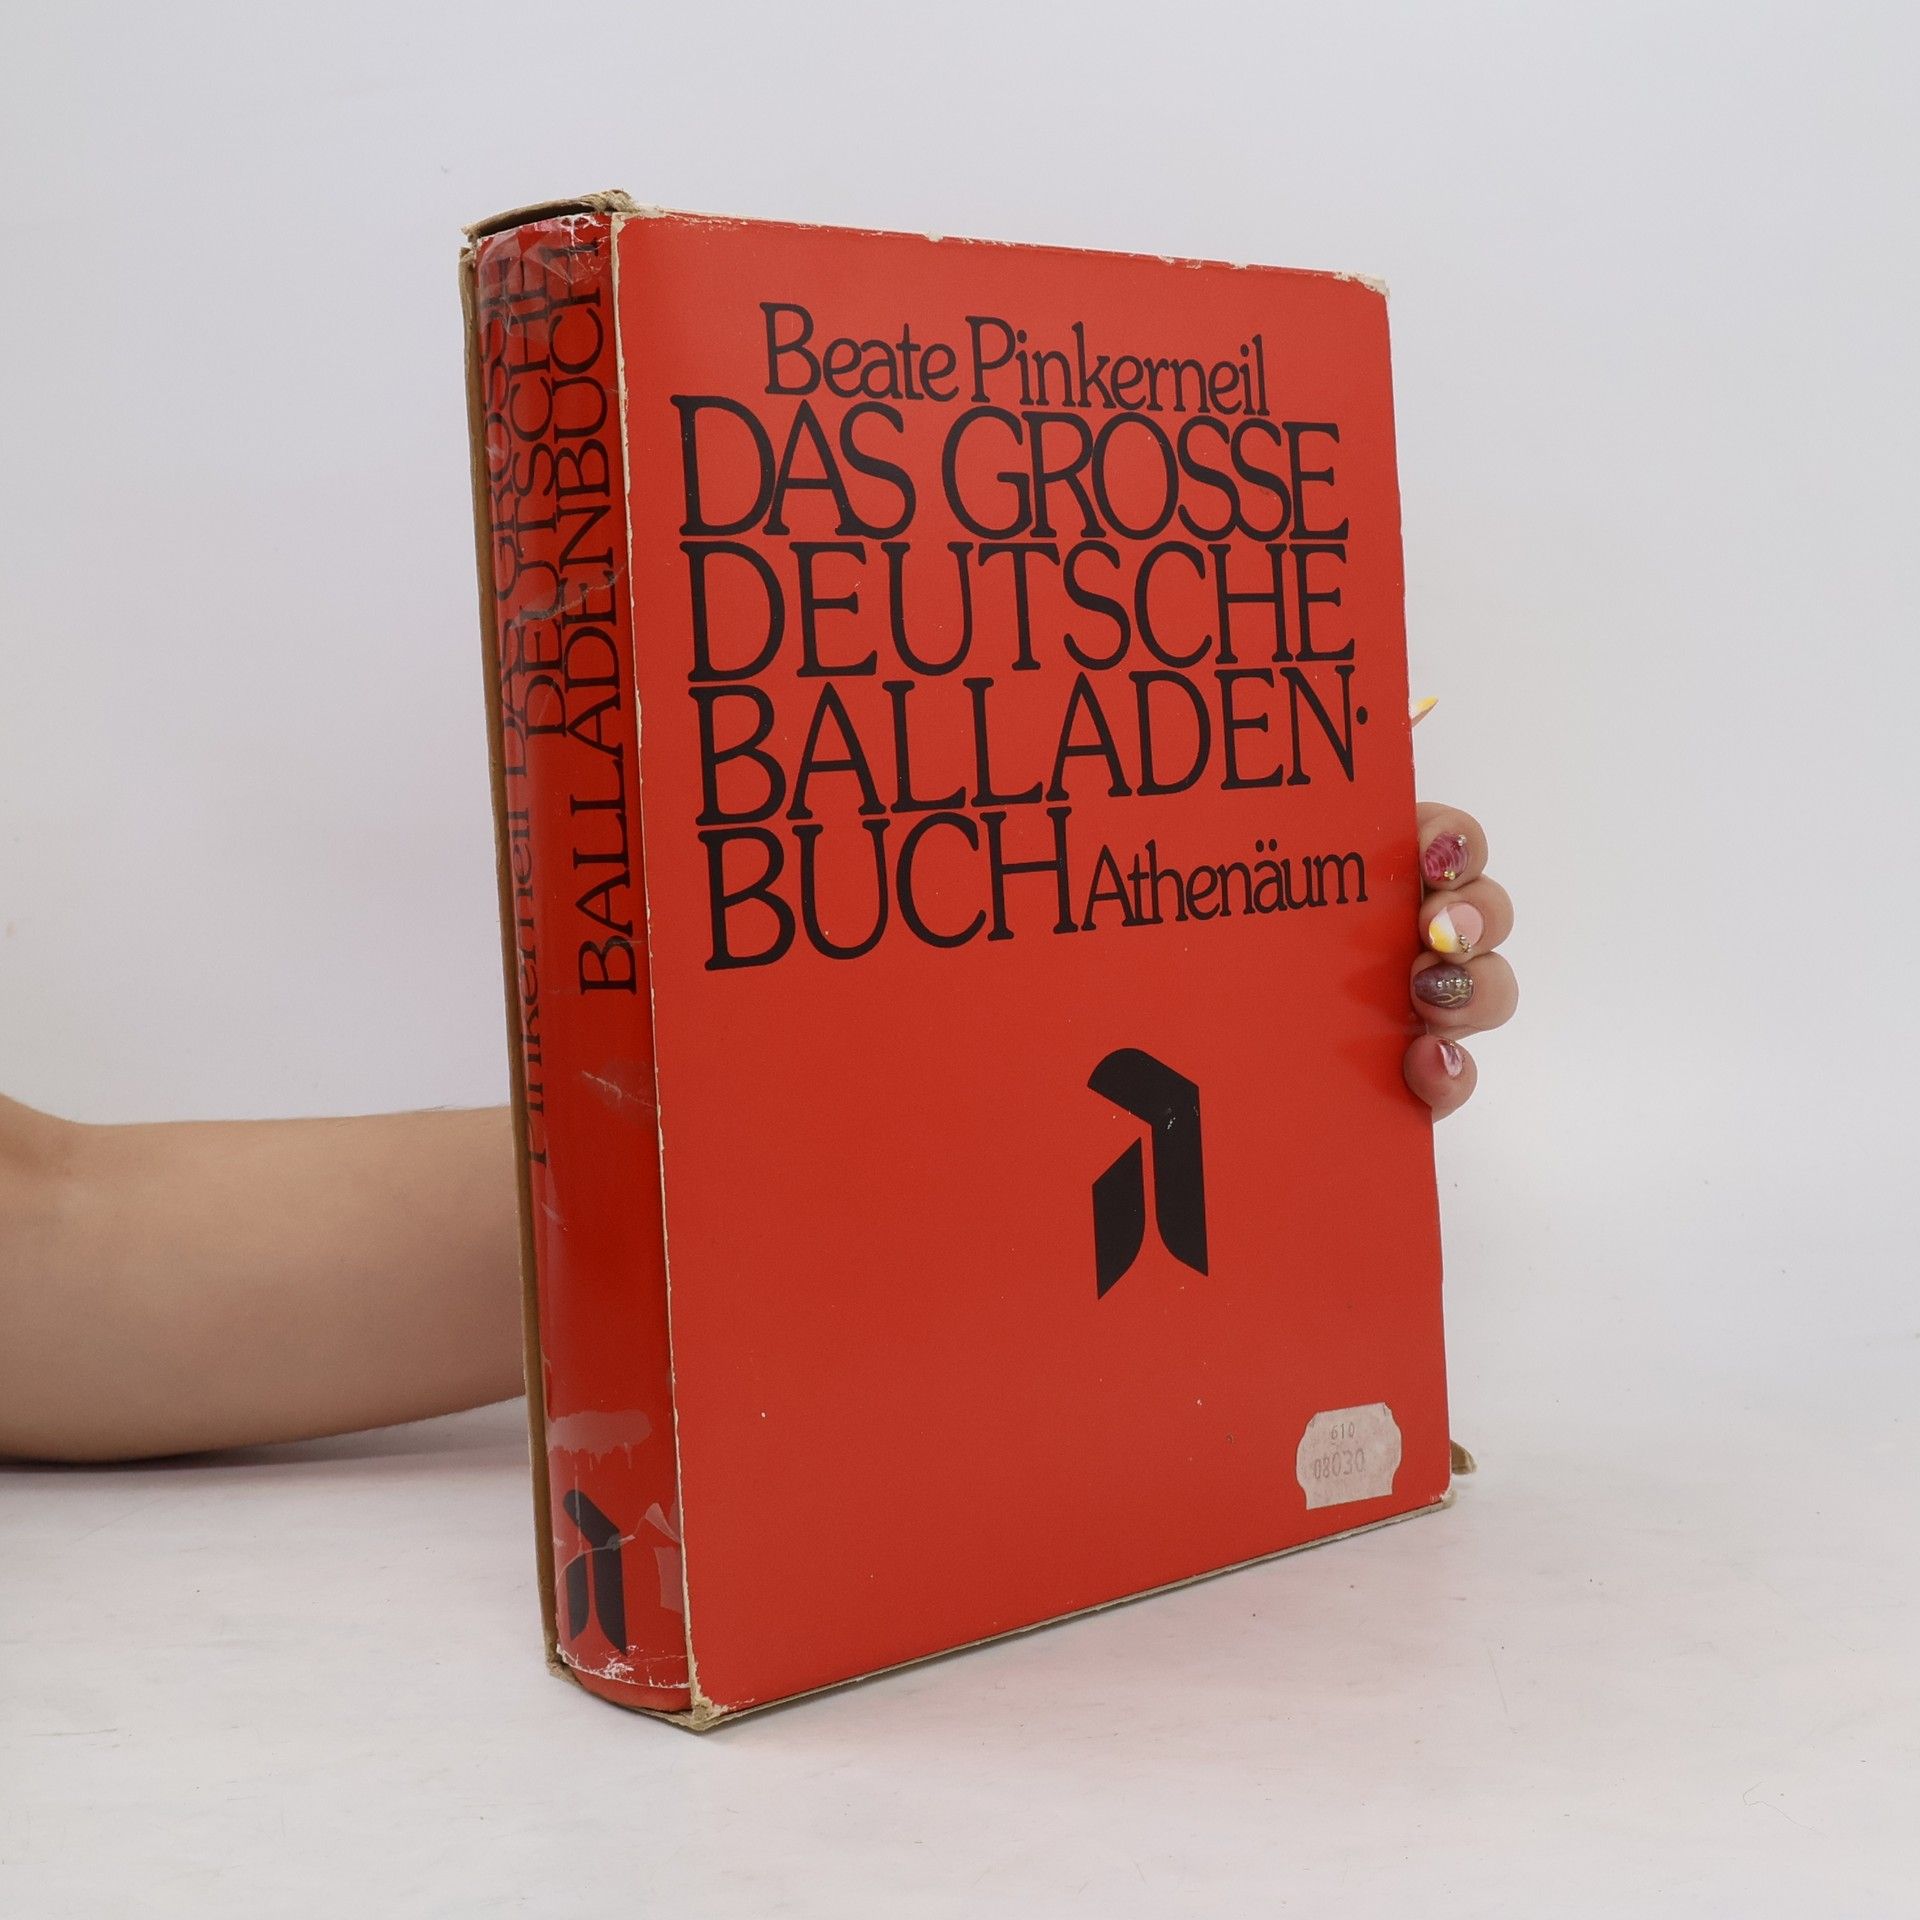 Beate Pinkerneil
DAS GROSSE
DEUTSCHE
BALLADEN·
BUCH Athenäum
Pinkerneil DAS GROSSE
DEUTSCHE
BALLADENBUCH
610
08030